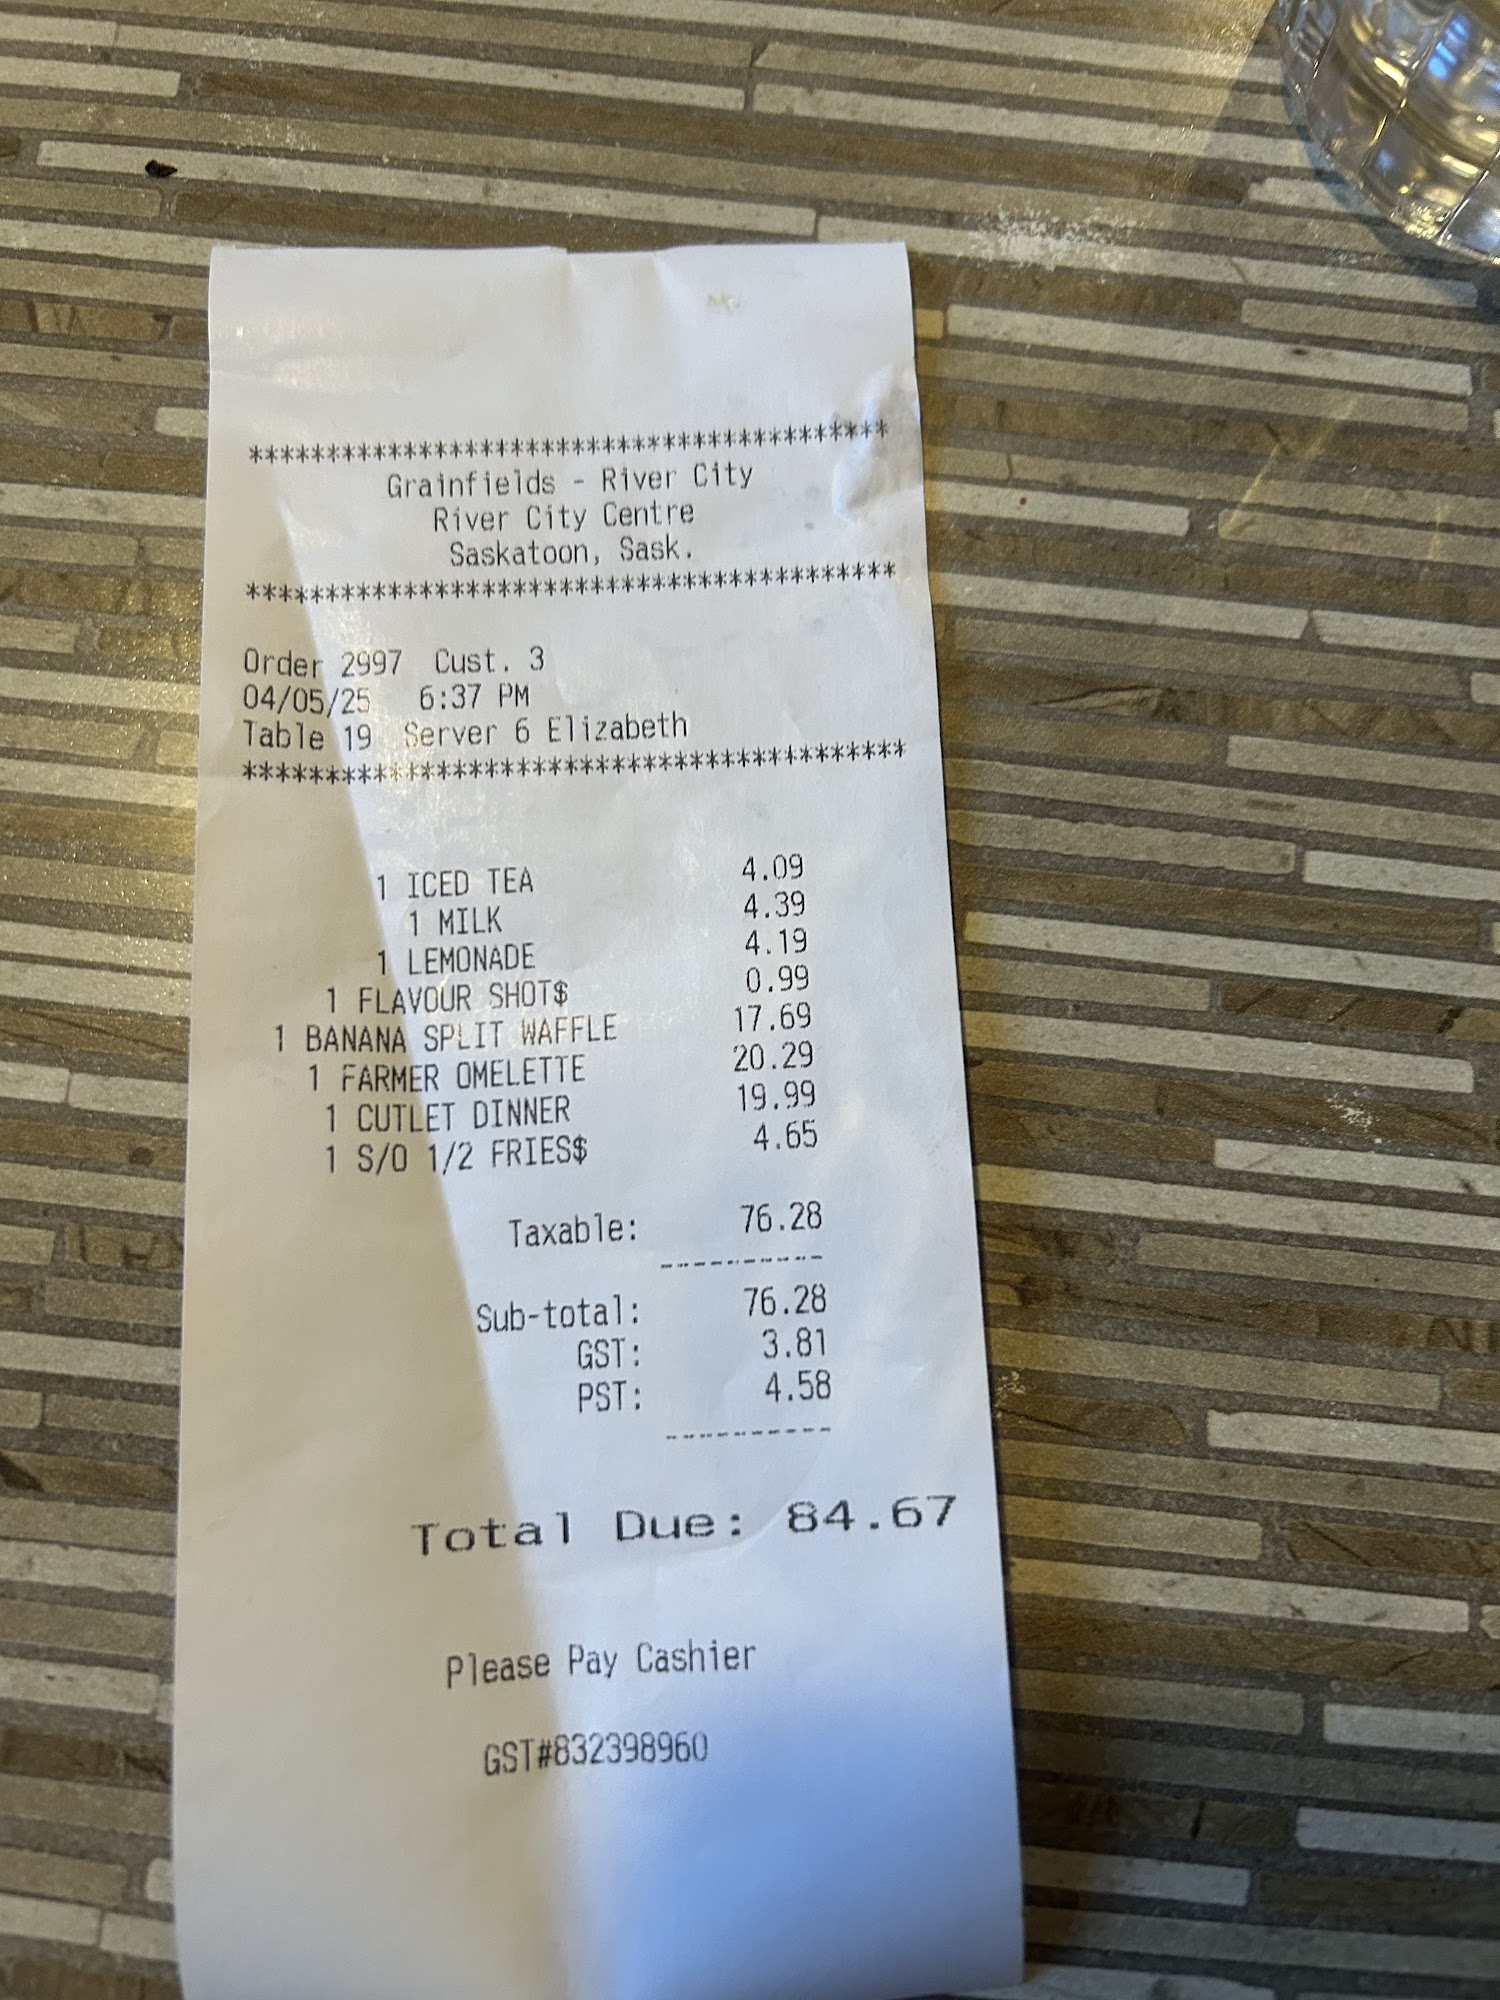 ****************************************
Grainfields - River City
River City Centre
Saskatoon, Sask.
****************************************
Order 2997 Cust. 3
04/05/25 6:37 PM
Table 19 Server 6 Elizabeth
****************************************
1 ICED TEA 4.09
1 MILK 4.39
1 LEMONADE 4.19
1 FLAVOUR SHOT$ 0.99
1 BANANA SPLIT WAFFLE 17.69
1 FARMER OMELETTE 20.29
1 CUTLET DINNER 19.99
1 S/O 1/2 FRIES$ 4.65
Taxable: 76.28
----------
Sub-total: 76.28
GST: 3.81
PST: 4.58
----------
Total Due: 84.67
Please Pay Cashier
GST#832398960